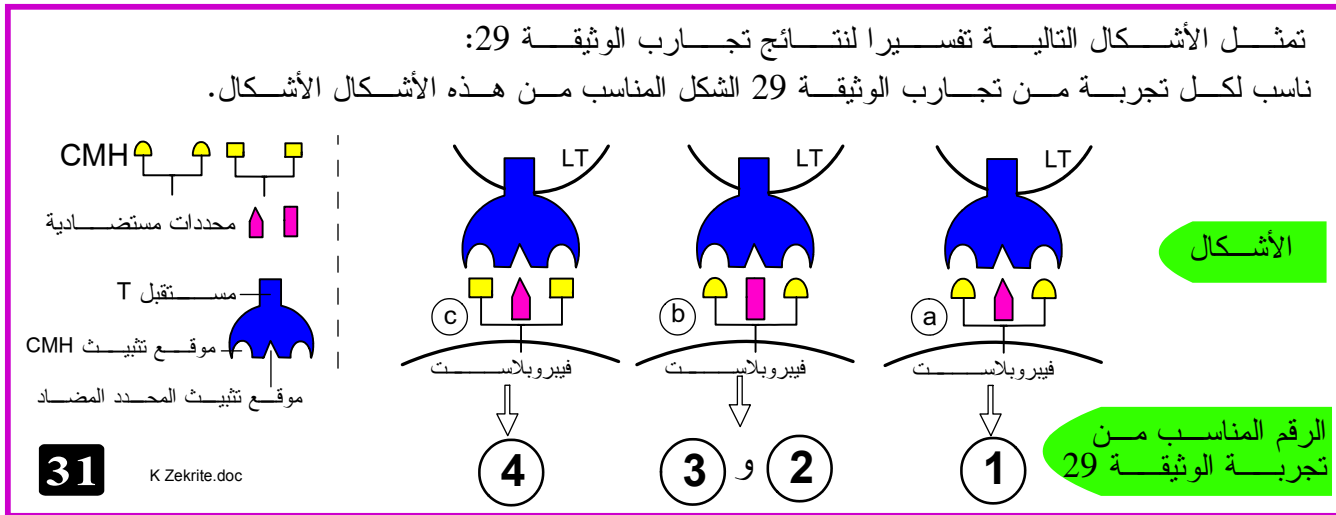 تمثل الأشكال التالية تفسيرا لنتائج تجارب الوثيقة 29:
ناسب لكل تجربة من تجارب الوثيقة 29 الشكل المناسب من هذه الأشكال الأشكال.
الأشكال
LT
a
فيبروبلاست
LT
b
فيبروبلاست
LT
c
فيبروبلاست
CMH
محددات مستضادية
مستقبل T
موقع تثبيث CMH
موقع تثبيث المحدد المضاد
الرقم المناسب من
تجربة الوثيقة 29
1
2 و 3
4
31
K Zekrite.doc